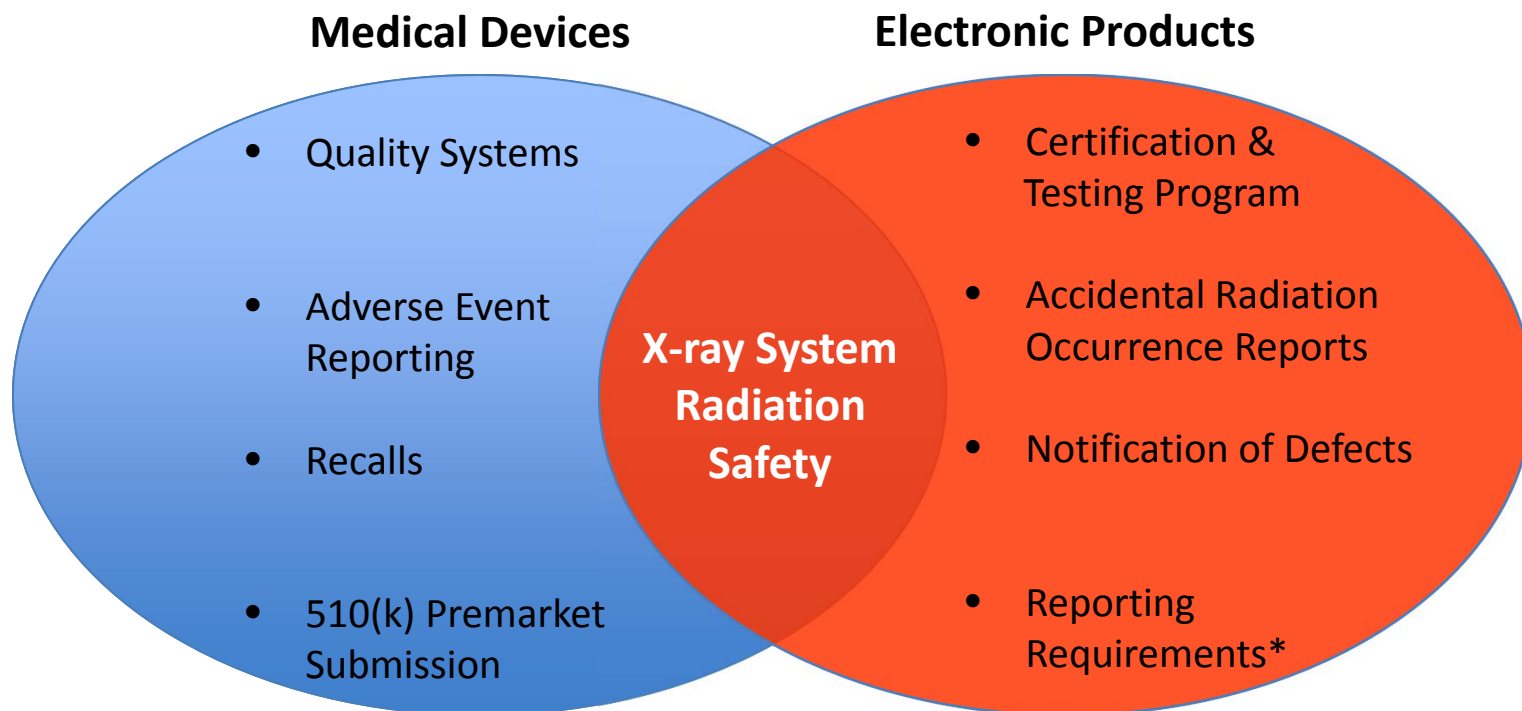 Medical Devices
Electronic Products
• Quality Systems
• Adverse Event
Reporting
• Recalls
• 510(k) Premarket
Submission
X-ray System
Radiation
Safety
• Certification &
Testing Program
• Accidental Radiation
Occurrence Reports
• Notification of Defects
• Reporting
Requirements*